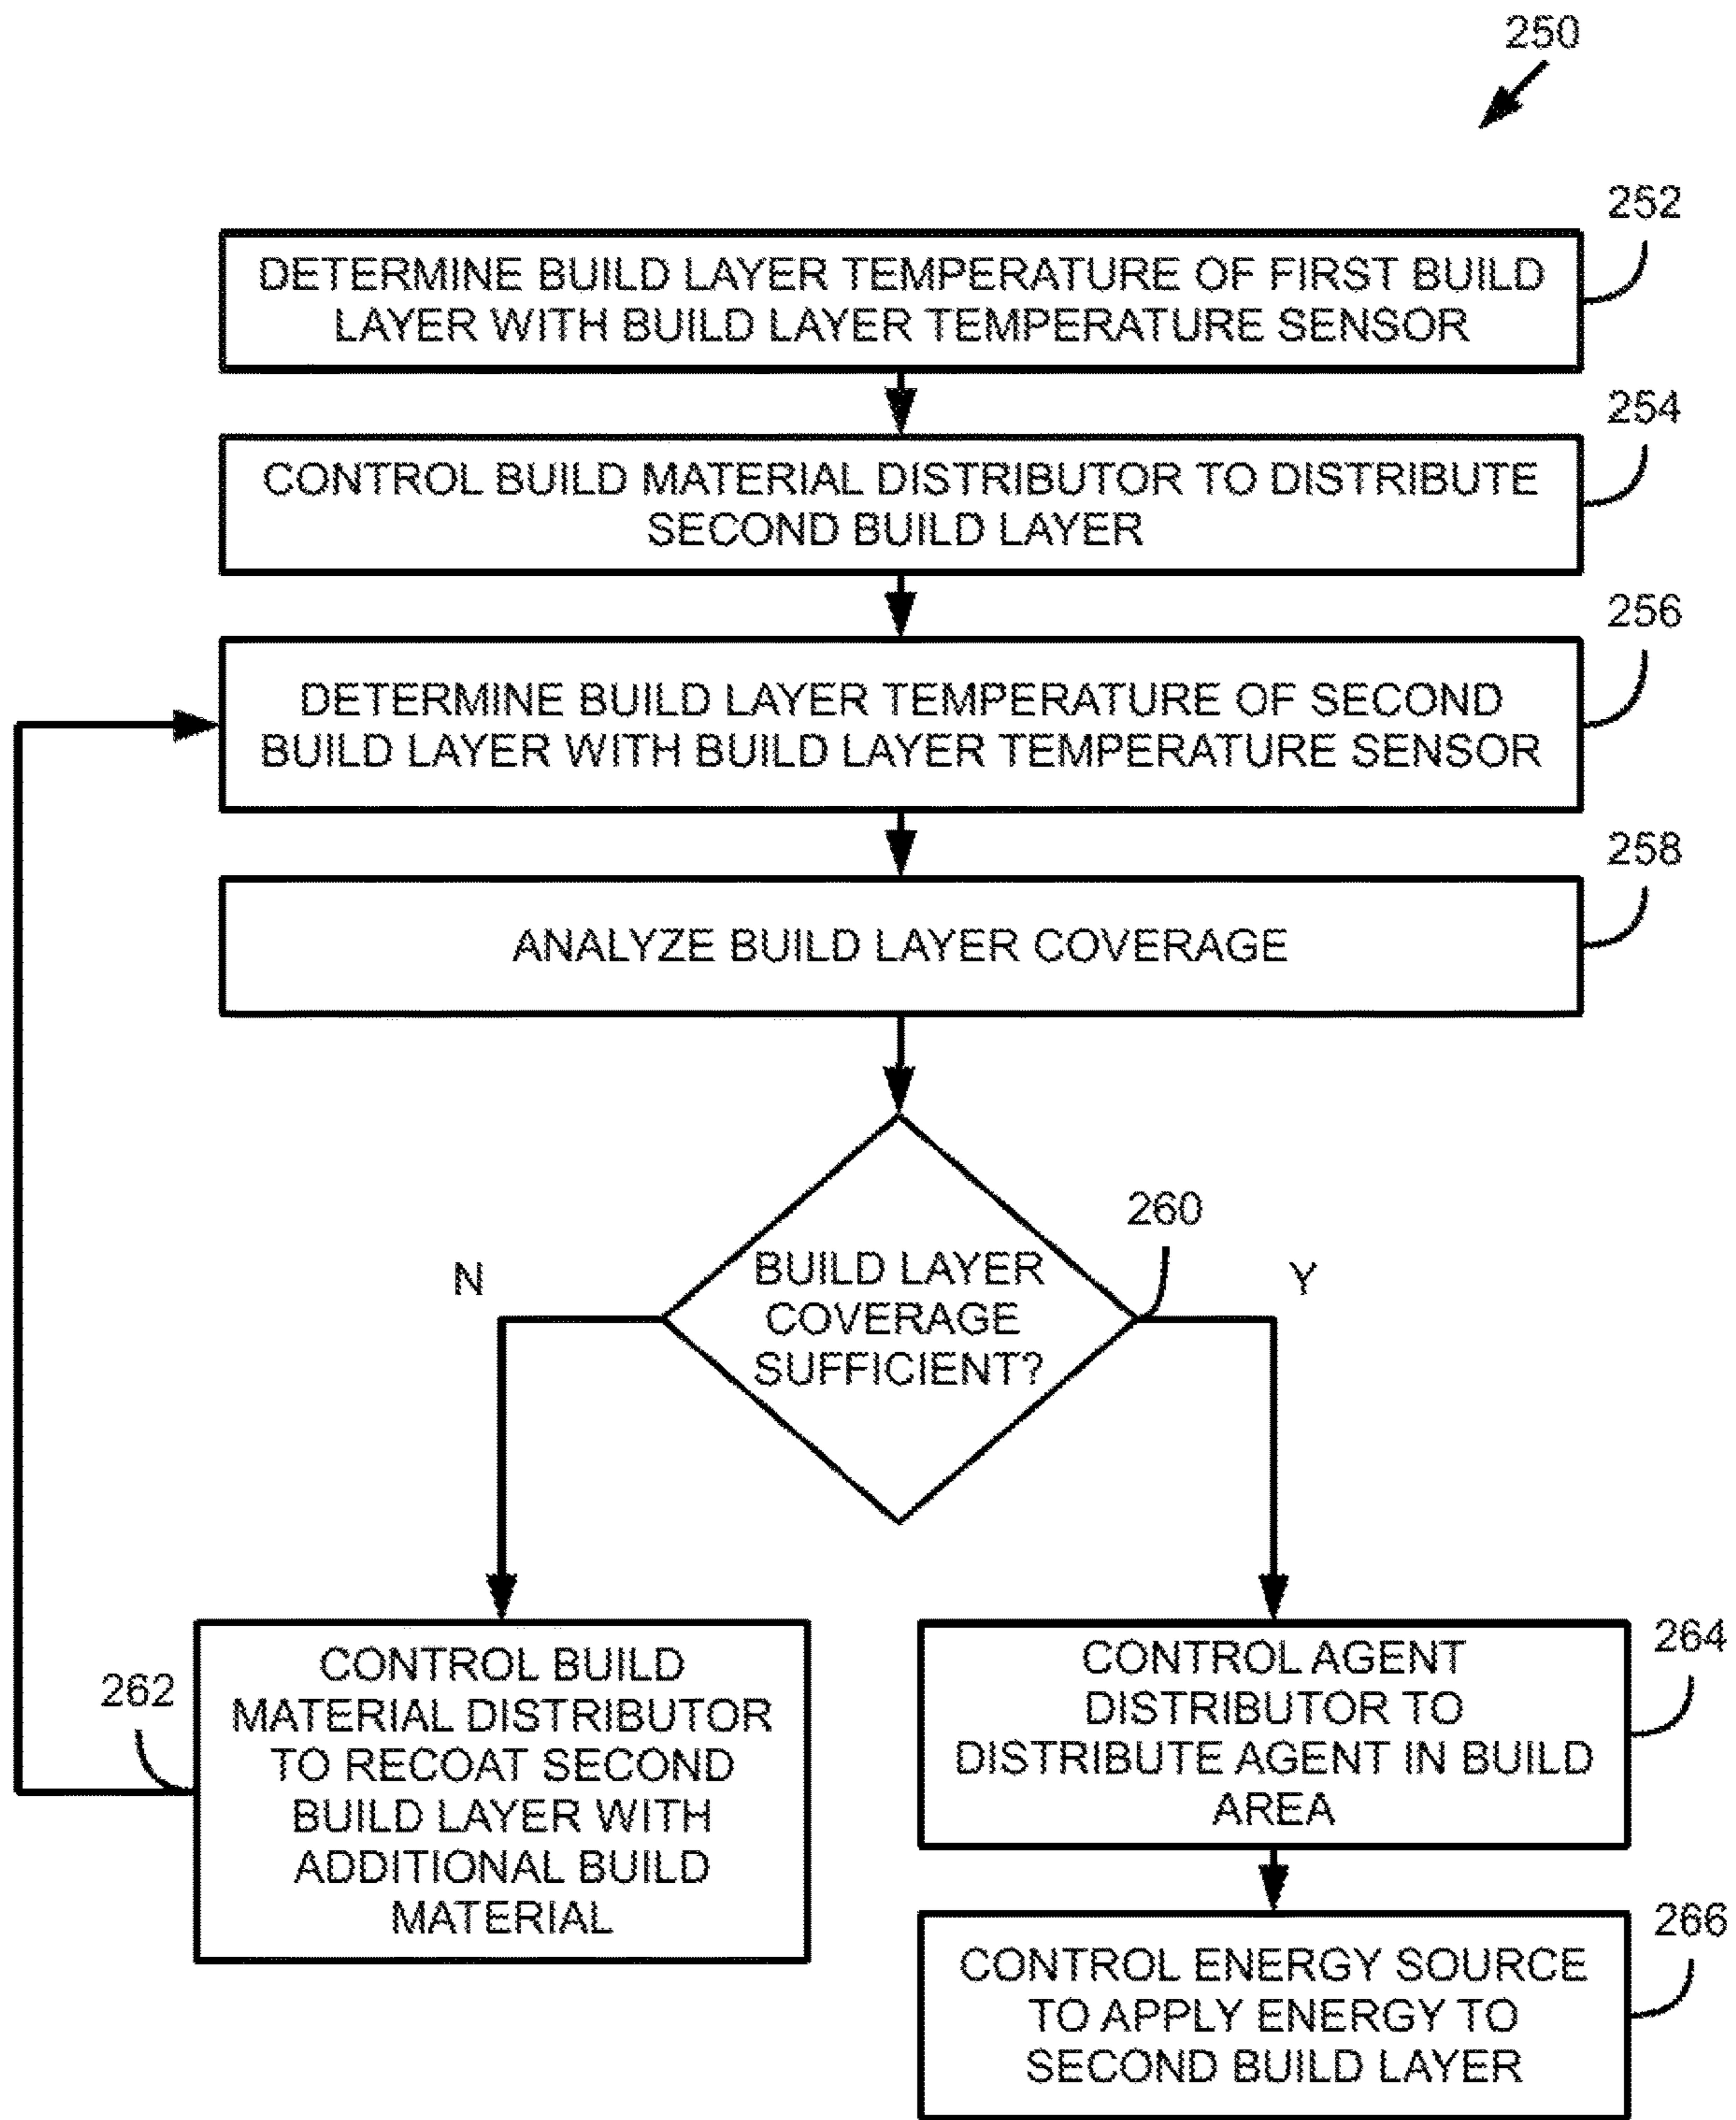 250
252
DETERMINE BUILD LAYER TEMPERATURE OF FIRST BUILD
LAYER WITH BUILD LAYER TEMPERATURE SENSOR
254
CONTROL BUILD MATERIAL DISTRIBUTOR TO DISTRIBUTE
SECOND BUILD LAYER
256
DETERMINE BUILD LAYER TEMPERATURE OF SECOND
BUILD LAYER WITH BUILD LAYER TEMPERATURE SENSOR
258
ANALYZE BUILD LAYER COVERAGE
260
N
BUILD LAYER
COVERAGE
SUFFICIENT?
Y
262
CONTROL BUILD
MATERIAL DISTRIBUTOR
TO RECOAT SECOND
BUILD LAYER WITH
ADDITIONAL BUILD
MATERIAL
264
CONTROL AGENT
DISTRIBUTOR TO
DISTRIBUTE AGENT IN BUILD
AREA
266
CONTROL ENERGY SOURCE
TO APPLY ENERGY TO
SECOND BUILD LAYER